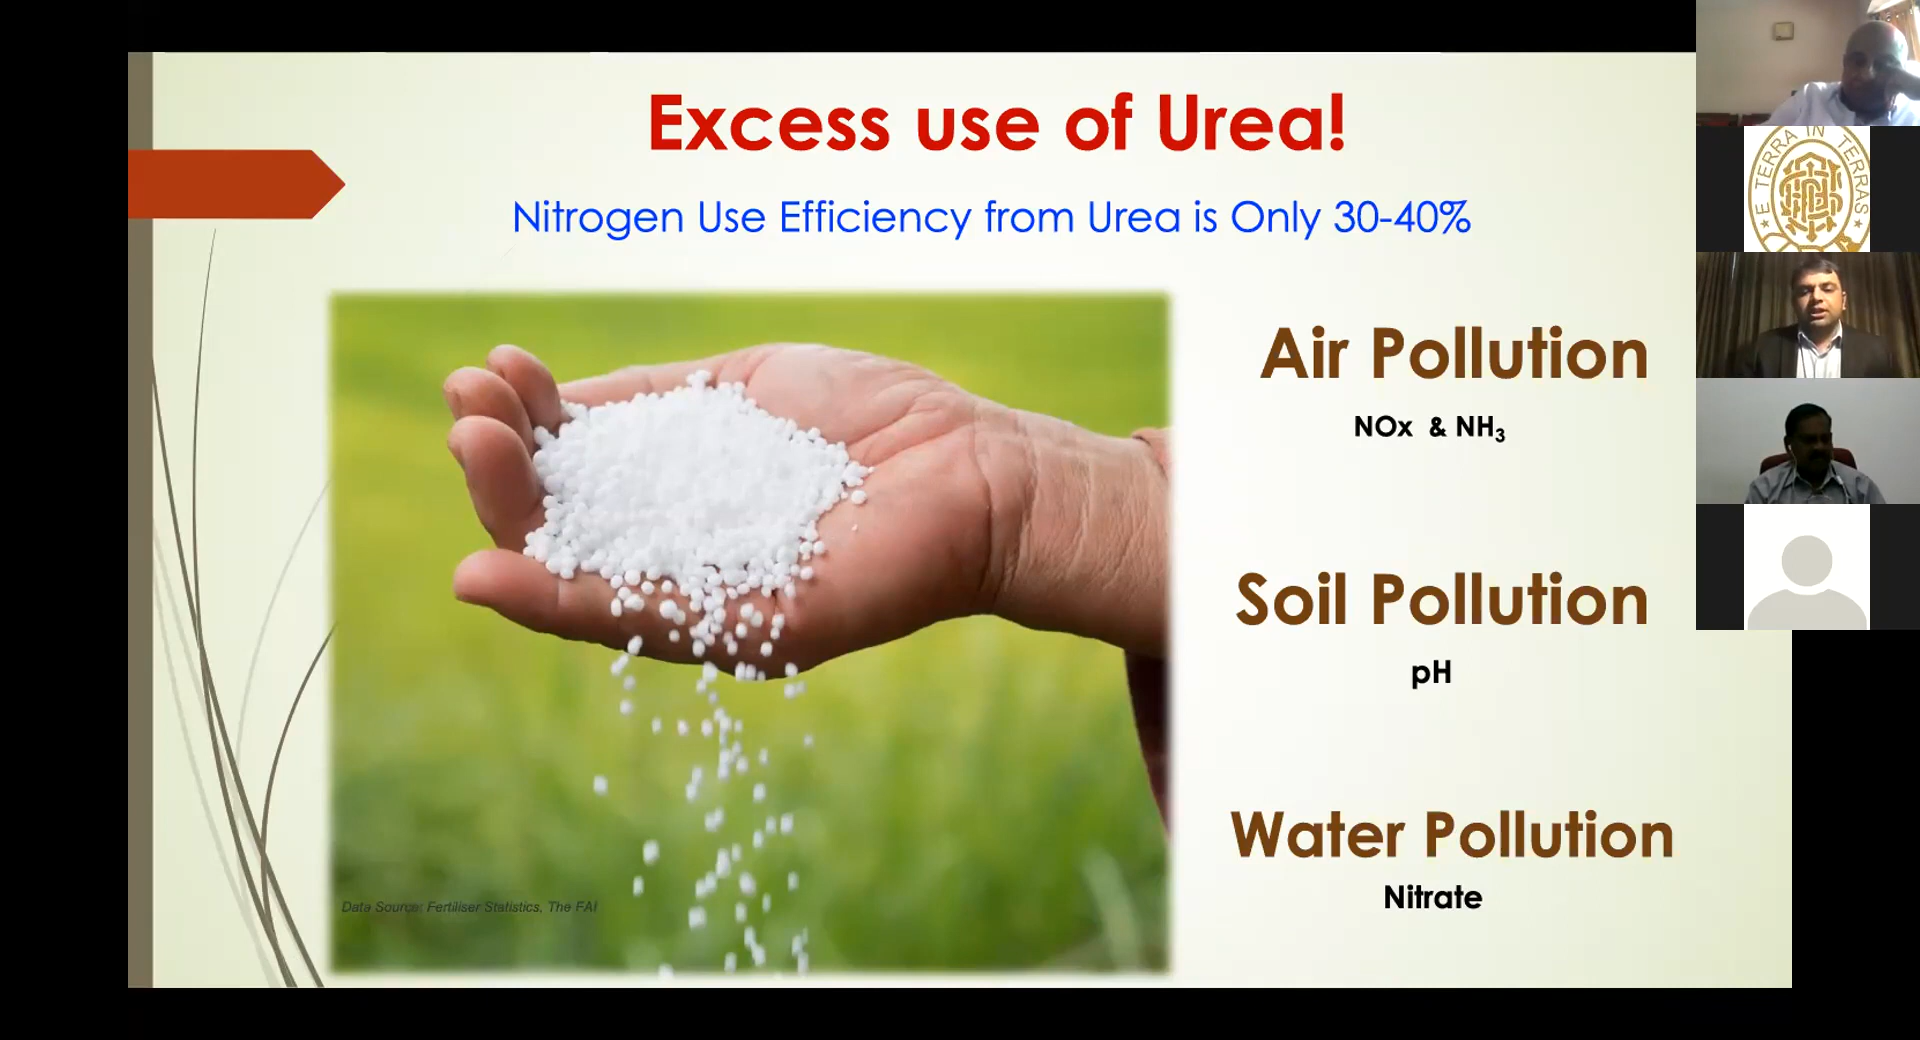 Excess use of Urea!
Nitrogen Use Efficiency from Urea is Only 30-40%
Air Pollution
NOx & NH₃
Soil Pollution
pH
Water Pollution
Nitrate
Data Source: Fertiliser Statistics, The FAI
E TERRA IN TERRAS